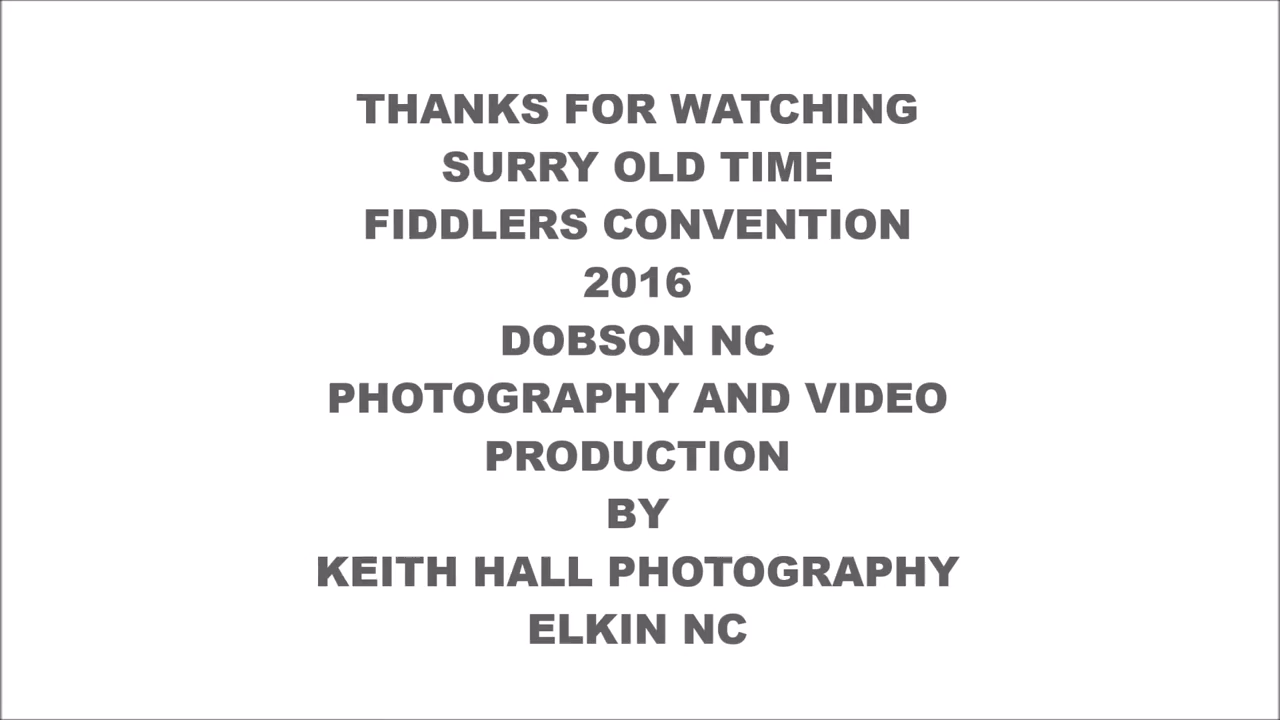 THANKS FOR WATCHING
SURRY OLD TIME
FIDDLERS CONVENTION
2016
DOBSON NC
PHOTOGRAPHY AND VIDEO
PRODUCTION
BY
KEITH HALL PHOTOGRAPHY
ELKIN NC